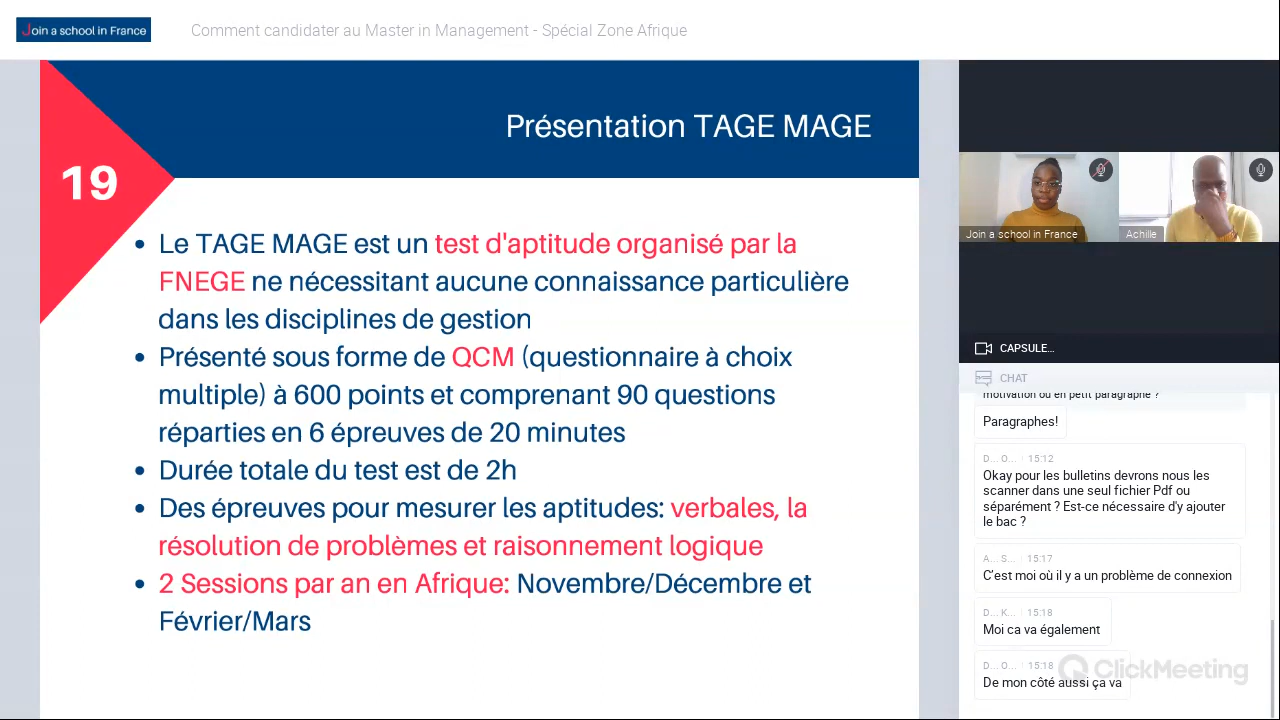 Join a school in France
Comment candidater au Master in Management - Spécial Zone Afrique
19
Présentation TAGE MAGE
• Le TAGE MAGE est un test d'aptitude organisé par la
FNEGE ne nécessitant aucune connaissance particulière
dans les disciplines de gestion
• Présenté sous forme de QCM (questionnaire à choix
multiple) à 600 points et comprenant 90 questions
réparties en 6 épreuves de 20 minutes
• Durée totale du test est de 2h
• Des épreuves pour mesurer les aptitudes: verbales, la
résolution de problèmes et raisonnement logique
• 2 Sessions par an en Afrique: Novembre/Décembre et
Février/Mars
Join a school in France
Achille
CAPSULE...
CHAT
motivation ou en petit paragraphe ?
Paragraphes!
D... O... 15:12
Okay pour les bulletins devrons nous les
scanner dans une seul fichier Pdf ou
séparément ? Est-ce nécessaire d'y ajouter
le bac ?
A... S... 15:17
C'est moi où il y a un problème de connexion
D... K... 15:18
Moi ca va également
D... O... 15:18
De mon côté aussi ça va
ClickMeeting